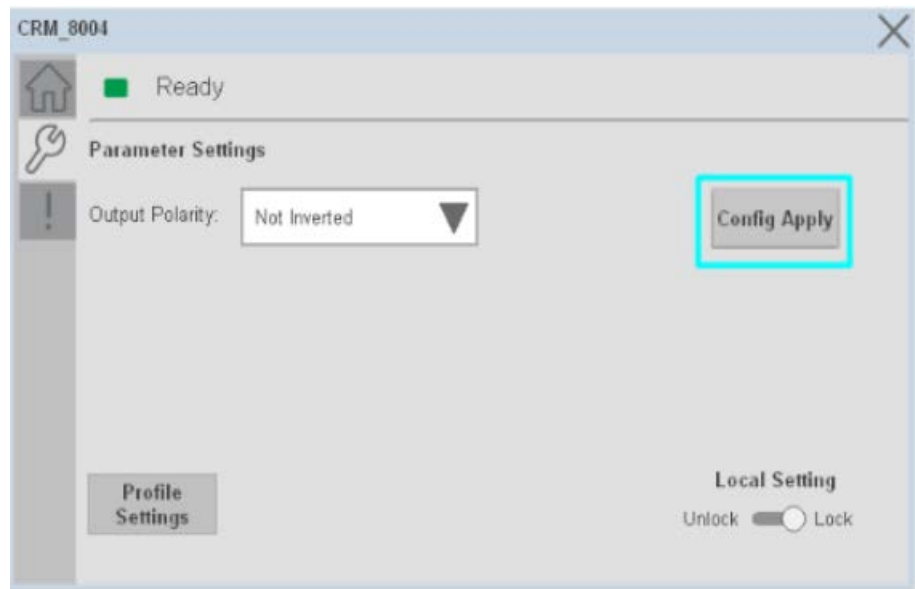 CRM_8004
Ready
Parameter Settings
Output Polarity: Not Inverted
Config Apply
Profile
Settings
Local Setting
Unlock Lock